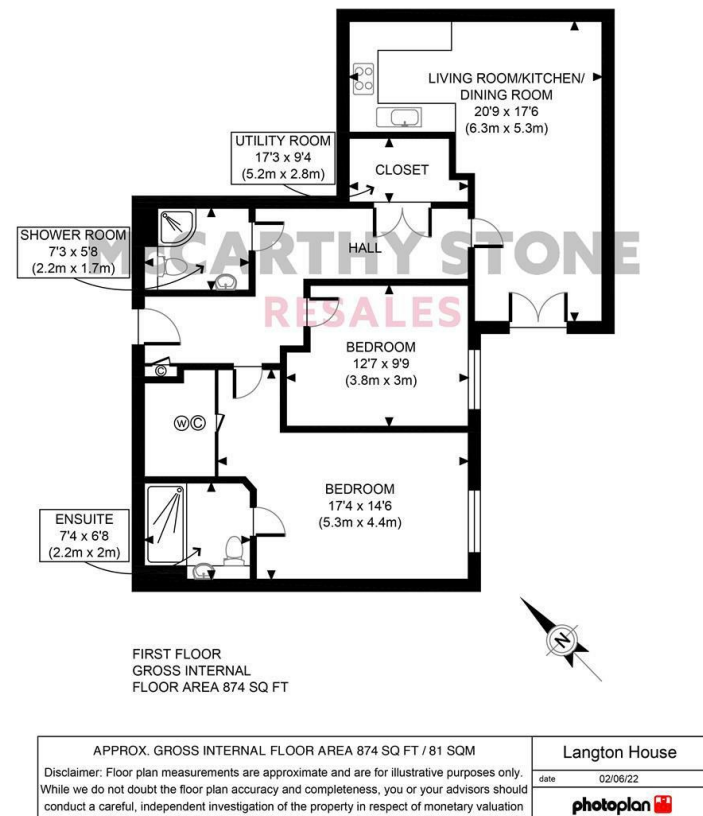 LIVING ROOM/KITCHEN/
DINING ROOM
20'9 x 17'6
(6.3m x 5.3m)
UTILITY ROOM
17'3 x 9'4
(5.2m x 2.8m)
CLOSET
SHOWER ROOM
7'3 x 5'8
(2.2m x 1.7m)
HALL
McCARTHY STONE
RESALES
BEDROOM
12'7 x 9'9
(3.8m x 3m)
C
W C
BEDROOM
17'4 x 14'6
(5.3m x 4.4m)
ENSUITE
7'4 x 6'8
(2.2m x 2m)
N
FIRST FLOOR
GROSS INTERNAL
FLOOR AREA 874 SQ FT
APPROX. GROSS INTERNAL FLOOR AREA 874 SQ FT / 81 SQM
Disclaimer: Floor plan measurements are approximate and are for illustrative purposes only.
While we do not doubt the floor plan accuracy and completeness, you or your advisors should
conduct a careful, independent investigation of the property in respect of monetary valuation
Langton House
date 02/06/22
photoplan